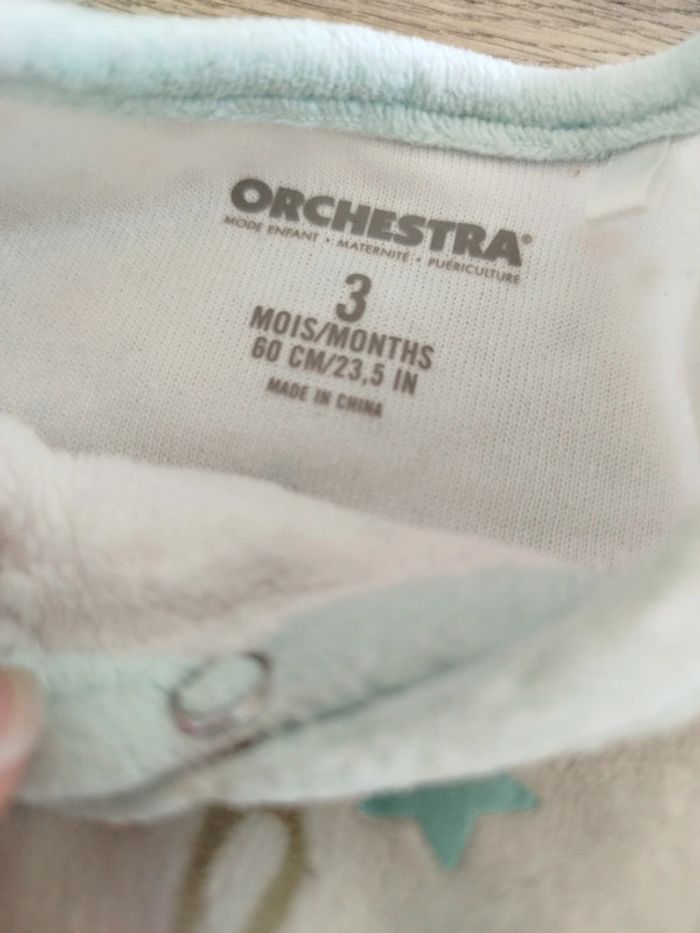 ORCHESTRA®
MODE ENFANT • MATERNITÉ • PUÉRICULTURE
3
MOIS/MONTHS
60 CM/23,5 IN
MADE IN CHINA